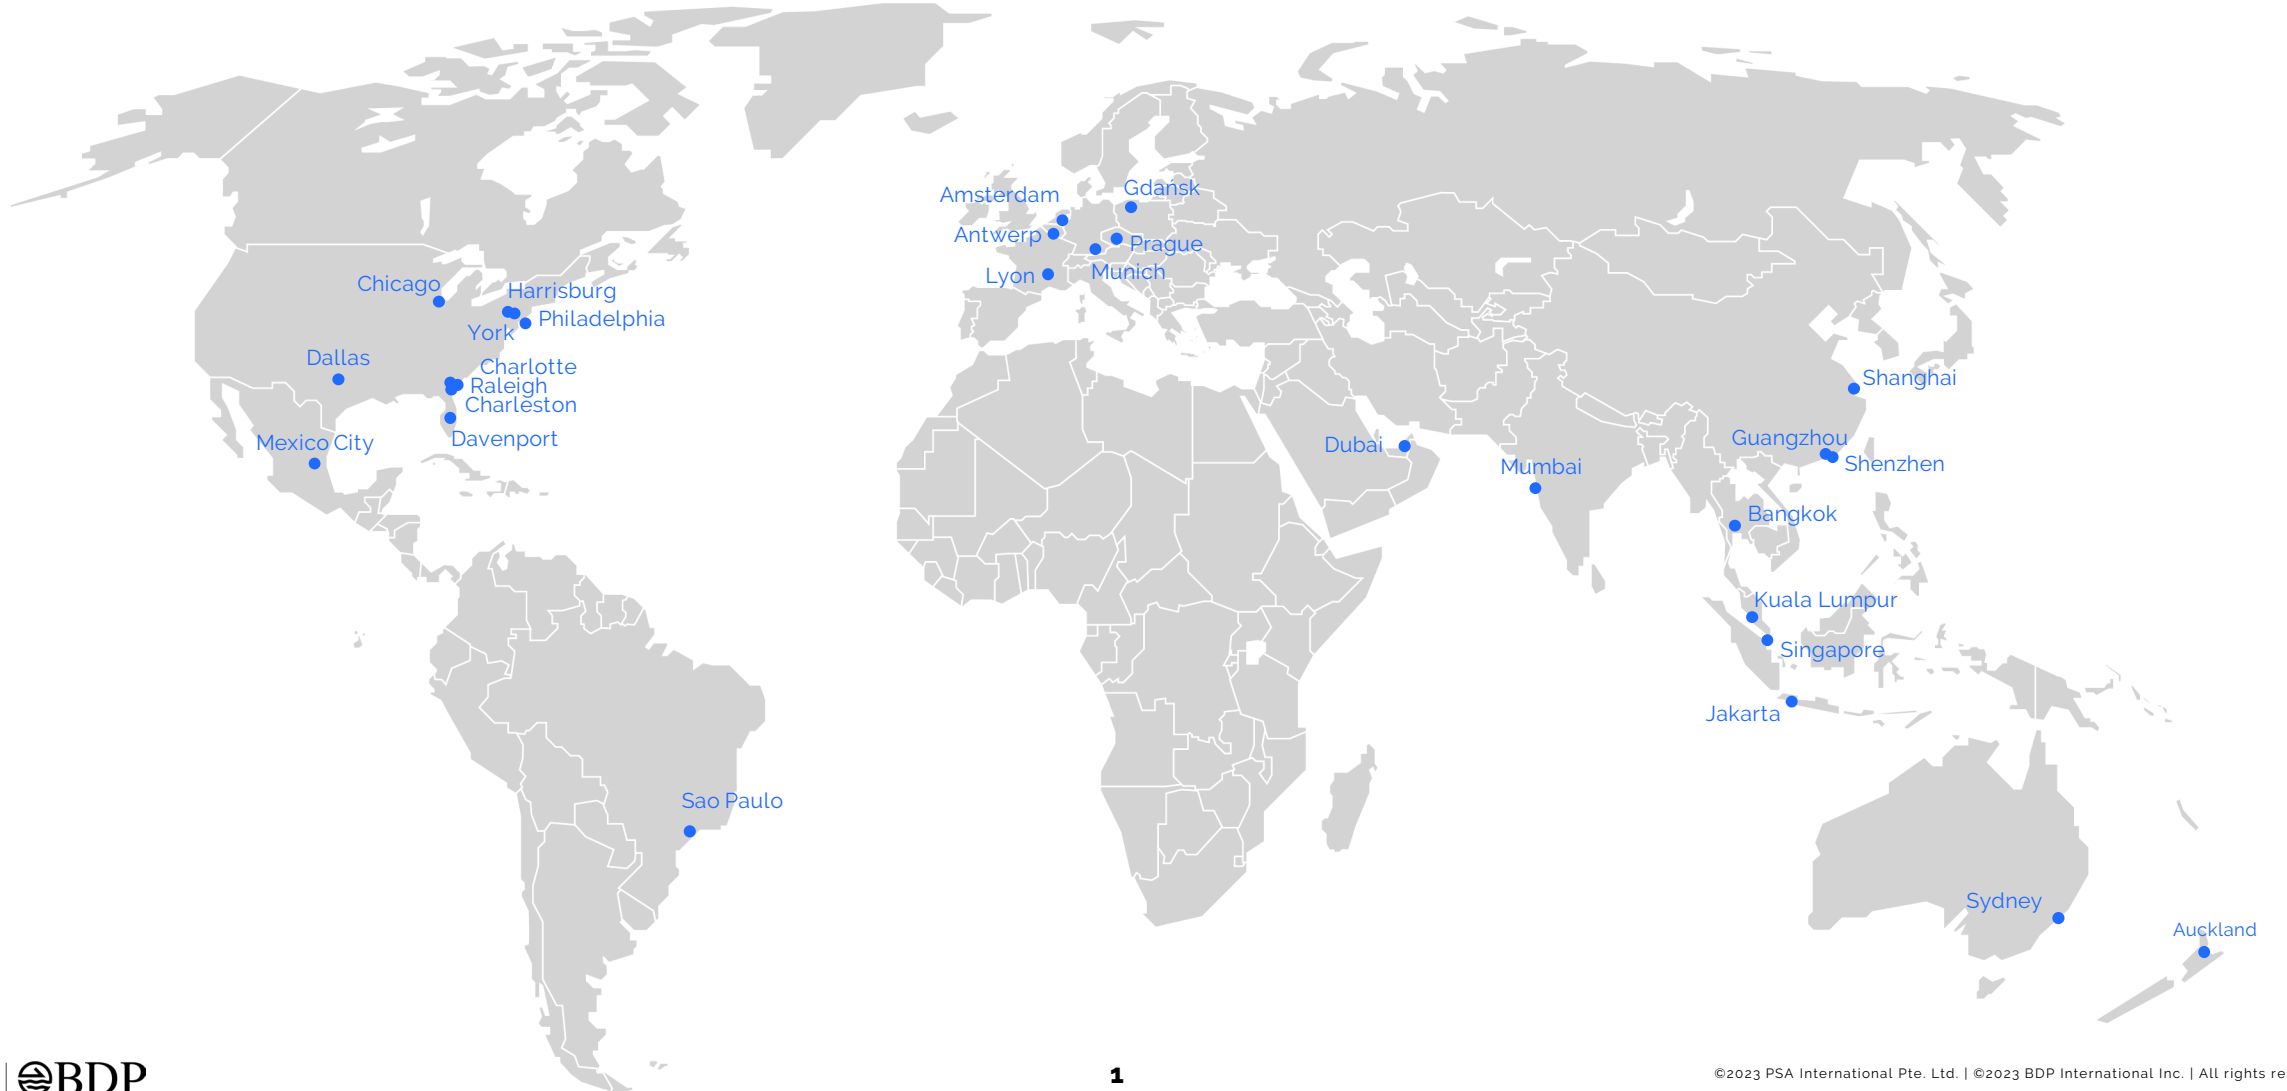 Amsterdam
Gdańsk
Antwerp
Prague
Lyon
Munich
Chicago
Harrisburg
York
Philadelphia
Dallas
Charlotte
Raleigh
Charleston
Davenport
Mexico City
Shanghai
Dubai
Guangzhou
Shenzhen
Mumbai
Bangkok
Kuala Lumpur
Singapore
Jakarta
Sao Paulo
Sydney
Auckland
BDP
1
©2023 PSA International Pte. Ltd. | ©2023 BDP International Inc. | All rights re